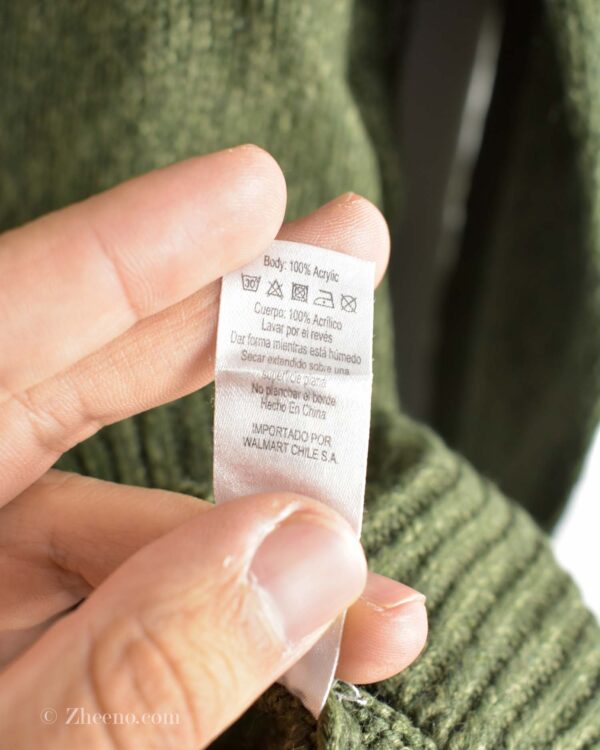 Body: 100% Acrylic
30
Cuerpo: 100% Acrílico
Lavar por el revés
Dar forma mientras está húmedo
Secar extendido sobre una
plana
No planchar el borde
Hecho En China
IMPORTADO POR
WALMART CHILE S.A.
© Zheeno.com